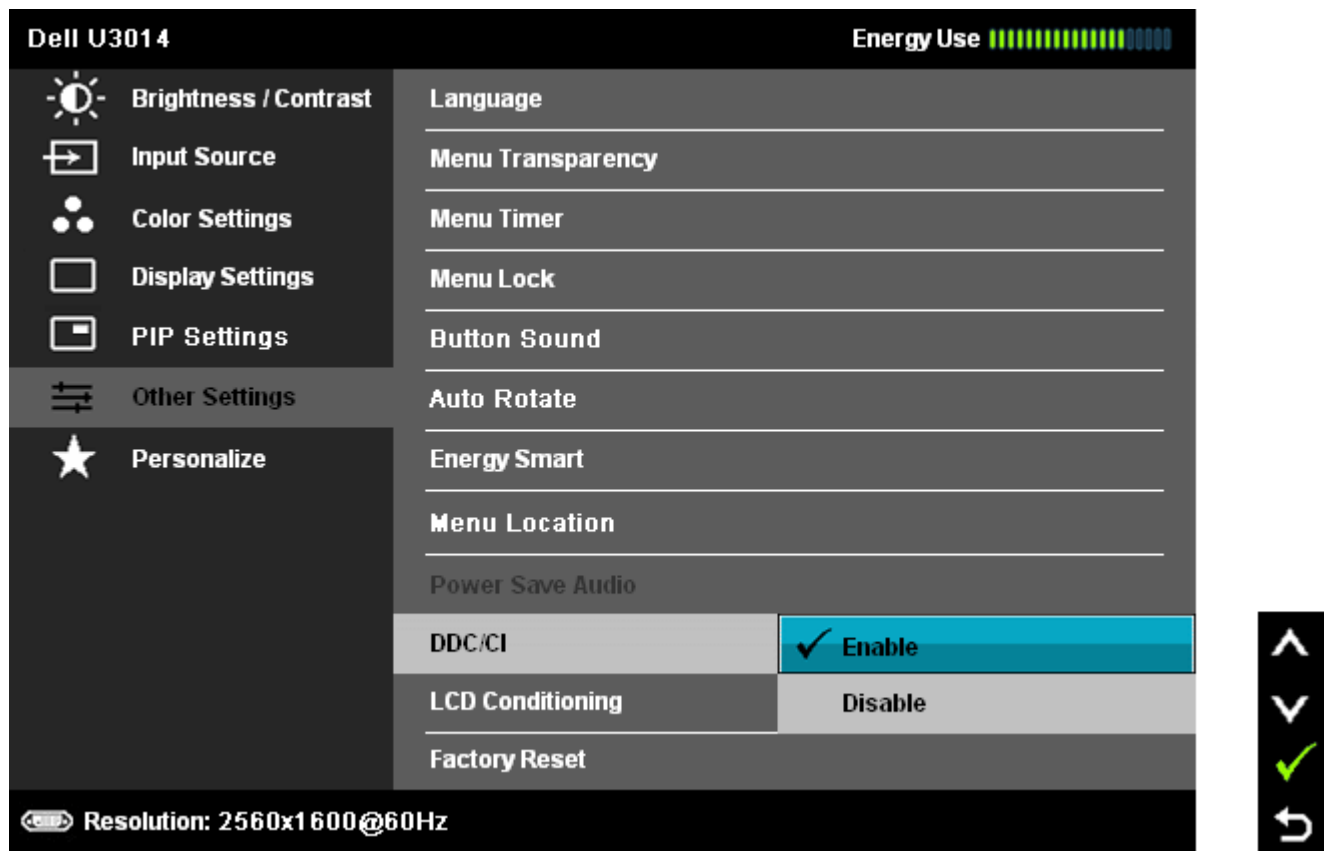 Dell U3014 Energy Use
Brightness / Contrast
Input Source
Color Settings
Display Settings
PIP Settings
Other Settings
Personalize
Language
Menu Transparency
Menu Timer
Menu Lock
Button Sound
Auto Rotate
Energy Smart
Menu Location
Power Save Audio
DDC/CI Enable
Disable
LCD Conditioning
Factory Reset
Resolution: 2560x1600@60Hz